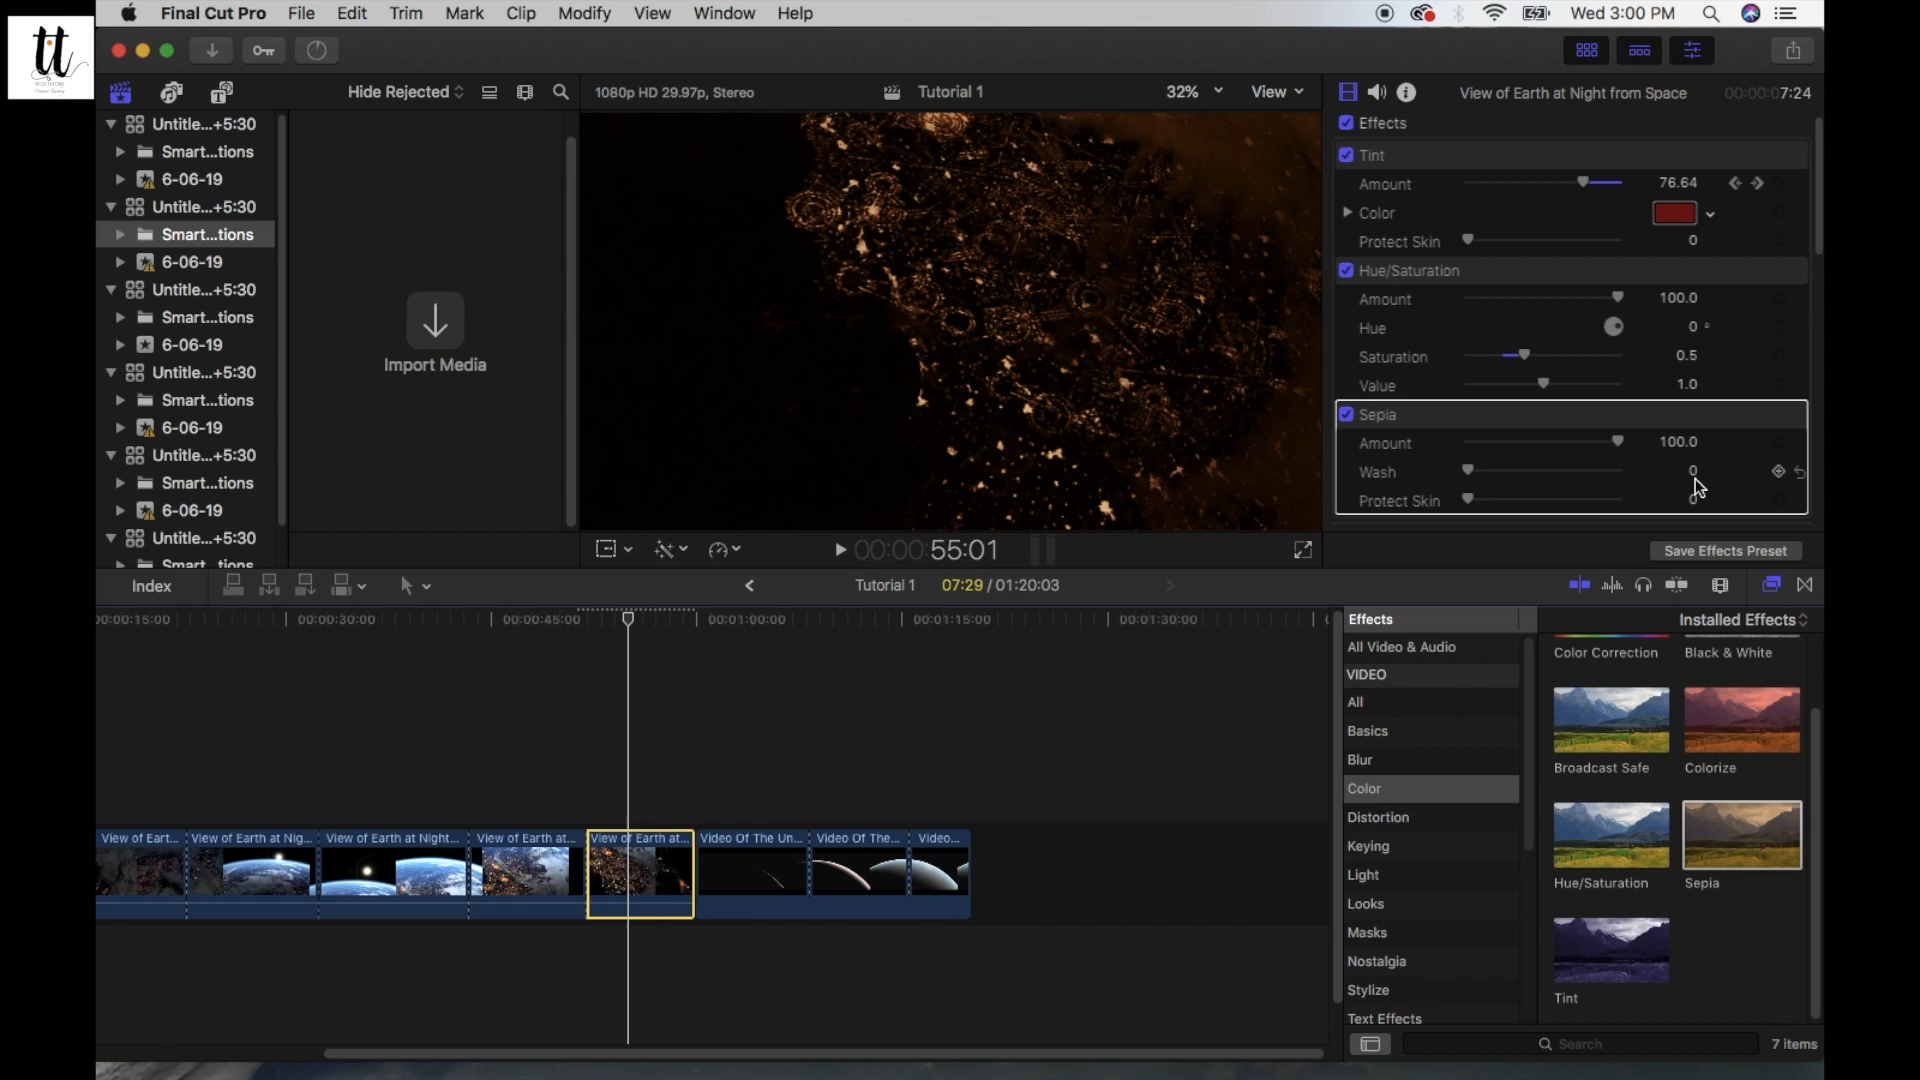 Final Cut Pro File Edit Trim Mark Clip Modify View Window Help Wed 3:00 PM
tt
TECH TUTORZ
Hide Rejected
1080p HD 29.97p, Stereo
Tutorial 1
32%
View
View of Earth at Night from Space
00:00:07:24
Untitle...+5:30
Smart...tions
6-06-19
Untitle...+5:30
Smart...tions
6-06-19
Untitle...+5:30
Smart...tions
6-06-19
Untitle...+5:30
Smart...tions
6-06-19
Untitle...+5:30
Smart...tions
6-06-19
Untitle...+5:30
Smart...tions
Import Media
Effects
Tint
Amount 76.64
Color
Protect Skin 0
Hue/Saturation
Amount 100.0
Hue 0 °
Saturation 0.5
Value 1.0
Sepia
Amount 100.0
Wash 0
Protect Skin 0
00:00:55:01
Save Effects Preset
Index
Tutorial 1
07:29 / 01:20:03
00:00:15:00
00:00:30:00
00:00:45:00
00:01:00:00
00:01:15:00
00:01:30:00
View of Eart...
View of Earth at Nig...
View of Earth at Night...
View of Earth at...
View of Earth at...
Video Of The Un...
Video Of The...
Video...
Effects
All Video & Audio
VIDEO
All
Basics
Blur
Color
Distortion
Keying
Light
Looks
Masks
Nostalgia
Stylize
Text Effects
Installed Effects
Color Correction
Black & White
Broadcast Safe
Colorize
Hue/Saturation
Sepia
Tint
Search
7 items